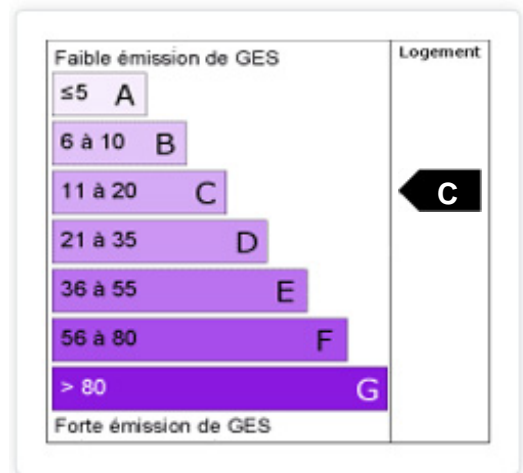 Faible émission de GES
Logement
≤5 A
6 à 10 B
11 à 20 C
C
21 à 35 D
36 à 55 E
56 à 80 F
> 80 G
Forte émission de GES